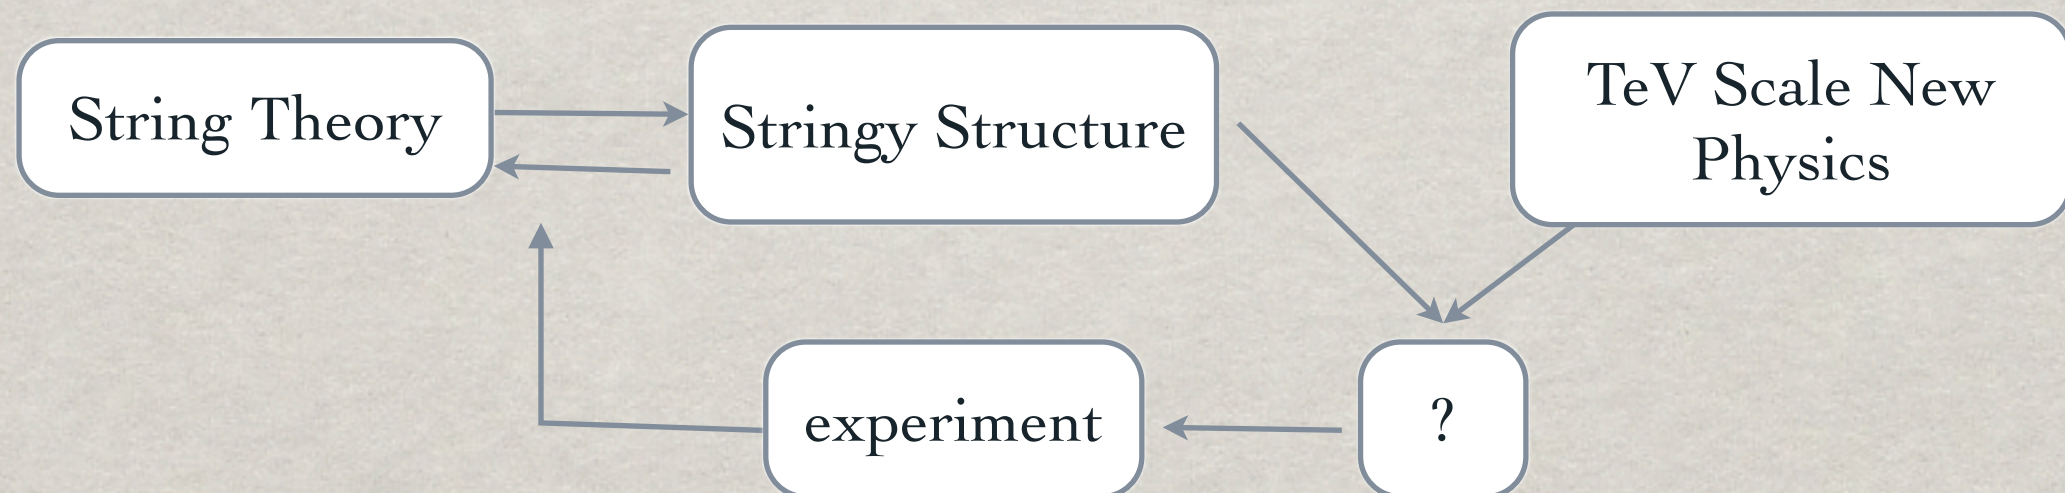 String Theory
Stringy Structure
TeV Scale New
Physics
experiment
?